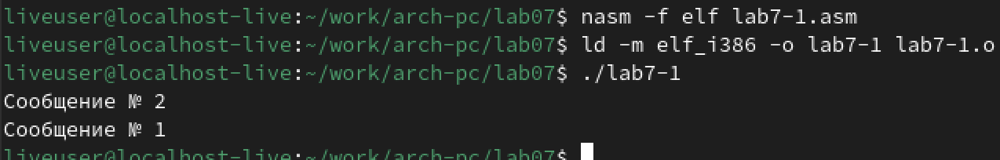 liveuser@localhost-live:~/work/arch-pc/lab07$ nasm -f elf lab7-1.asm
liveuser@localhost-live:~/work/arch-pc/lab07$ ld -m elf_i386 -o lab7-1 lab7-1.o
liveuser@localhost-live:~/work/arch-pc/lab07$ ./lab7-1
Сообщение № 2
Сообщение № 1
liveuser@localhost-live:~/work/arch-pc/lab07$